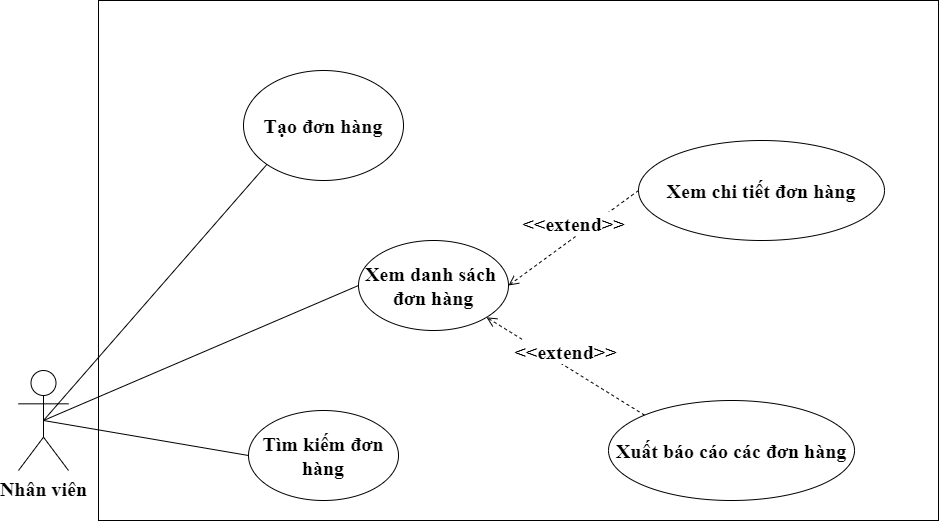 Tạo đơn hàng
Xem chi tiết đơn hàng
<<extend>>
Xem danh sách
đơn hàng
<<extend>>
Tìm kiếm đơn
hàng
Xuất báo cáo các đơn hàng
Nhân viên